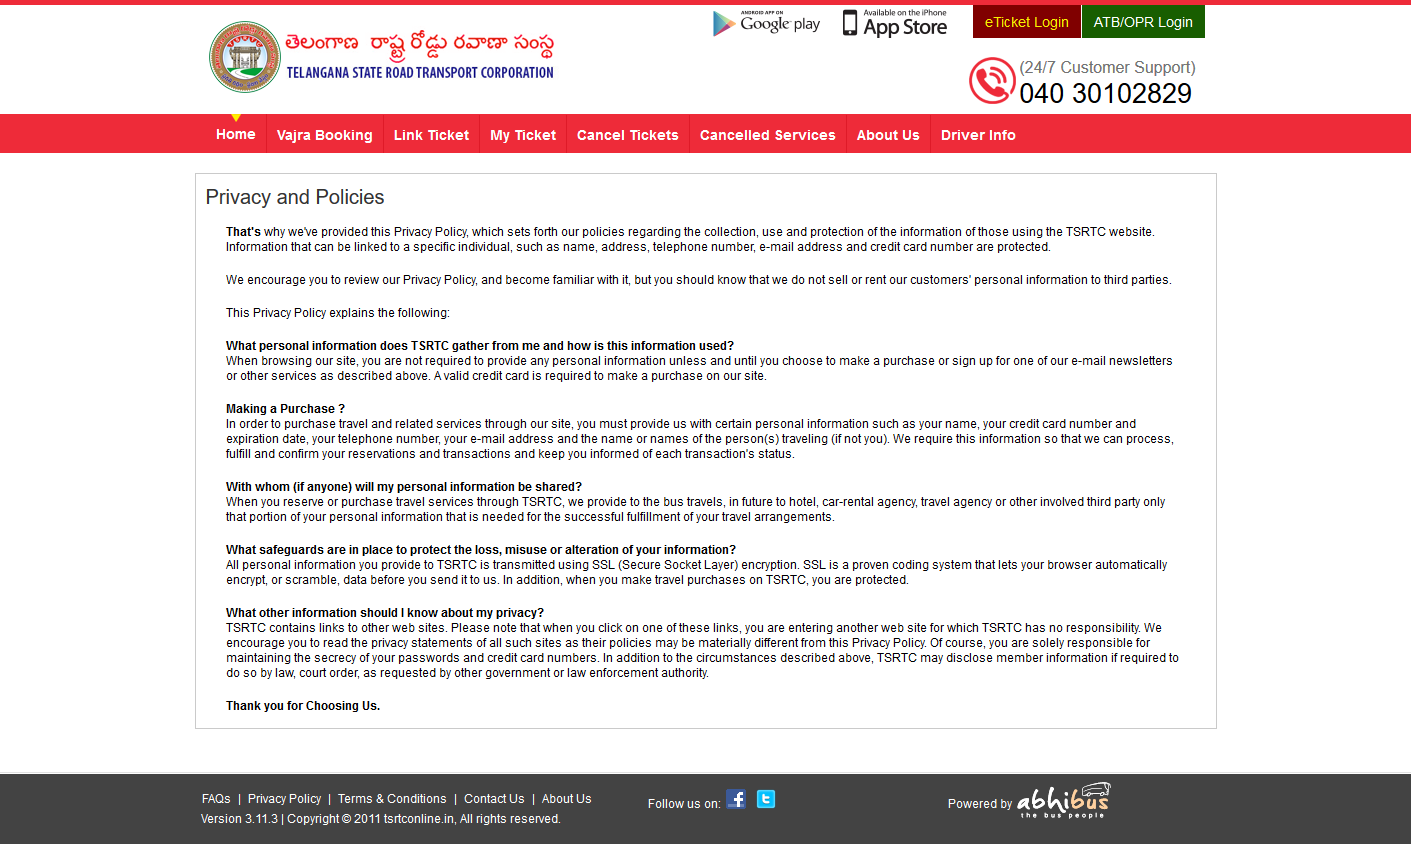 ANDROID APP ON
Google play
Available on the iPhone
App Store
eTicket Login
ATB/OPR Login
తెలంగాణ రాష్ట్ర రోడ్డు రవాణా సంస్థ
TELANGANA STATE ROAD TRANSPORT CORPORATION
(24/7 Customer Support)
040 30102829
Home
Vajra Booking
Link Ticket
My Ticket
Cancel Tickets
Cancelled Services
About Us
Driver Info
Privacy and Policies
That's why we've provided this Privacy Policy, which sets forth our policies regarding the collection, use and protection of the information of those using the TSRTC website.
Information that can be linked to a specific individual, such as name, address, telephone number, e-mail address and credit card number are protected.
We encourage you to review our Privacy Policy, and become familiar with it, but you should know that we do not sell or rent our customers' personal information to third parties.
This Privacy Policy explains the following:
What personal information does TSRTC gather from me and how is this information used?
When browsing our site, you are not required to provide any personal information unless and until you choose to make a purchase or sign up for one of our e-mail newsletters
or other services as described above. A valid credit card is required to make a purchase on our site.
Making a Purchase ?
In order to purchase travel and related services through our site, you must provide us with certain personal information such as your name, your credit card number and
expiration date, your telephone number, your e-mail address and the name or names of the person(s) traveling (if not you). We require this information so that we can process,
fulfill and confirm your reservations and transactions and keep you informed of each transaction's status.
With whom (if anyone) will my personal information be shared?
When you reserve or purchase travel services through TSRTC, we provide to the bus travels, in future to hotel, car-rental agency, travel agency or other involved third party only
that portion of your personal information that is needed for the successful fulfillment of your travel arrangements.
What safeguards are in place to protect the loss, misuse or alteration of your information?
All personal information you provide to TSRTC is transmitted using SSL (Secure Socket Layer) encryption. SSL is a proven coding system that lets your browser automatically
encrypt, or scramble, data before you send it to us. In addition, when you make travel purchases on TSRTC, you are protected.
What other information should I know about my privacy?
TSRTC contains links to other web sites. Please note that when you click on one of these links, you are entering another web site for which TSRTC has no responsibility. We
encourage you to read the privacy statements of all such sites as their policies may be materially different from this Privacy Policy. Of course, you are solely responsible for
maintaining the secrecy of your passwords and credit card numbers. In addition to the circumstances described above, TSRTC may disclose member information if required to
do so by law, court order, as requested by other government or law enforcement authority.
Thank you for Choosing Us.
FAQs | Privacy Policy | Terms & Conditions | Contact Us | About Us
Version 3.11.3 | Copyright © 2011 tsrtconline.in, All rights reserved.
Follow us on:
Powered by abhibus
the bus people